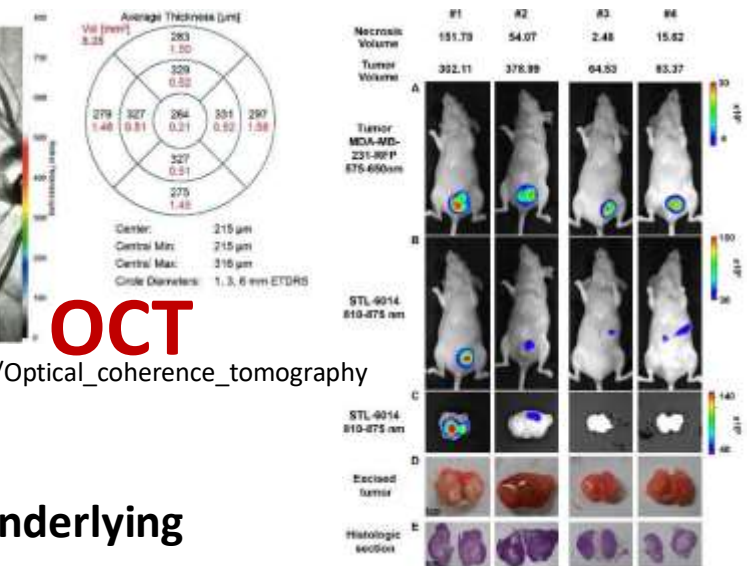 Average Thickness [µm]
Vol [mm³]
8.28
283
1.50
329
0.52
279 327 264 331 297
1.48 0.51 0.21 0.52 1.58
327
0.51
275
1.45
Center: 215 µm
Central Min: 215 µm
Central Max: 316 µm
Circle Diameters: 1, 3, 6 mm ETDRS
OCT
/Optical_coherence_tomography
nderlying
#1 #2 #3 #4
Necrosis Volume 151.79 54.07 2.48 15.62
Tumor Volume 302.11 378.99 64.53 83.37
A
Tumor
MDA-MB-
231-RFP
575-650nm
B
STL-6014
810-875 nm
C
STL-6014
810-875 nm
D
Excised
tumor
E
Histologic
section